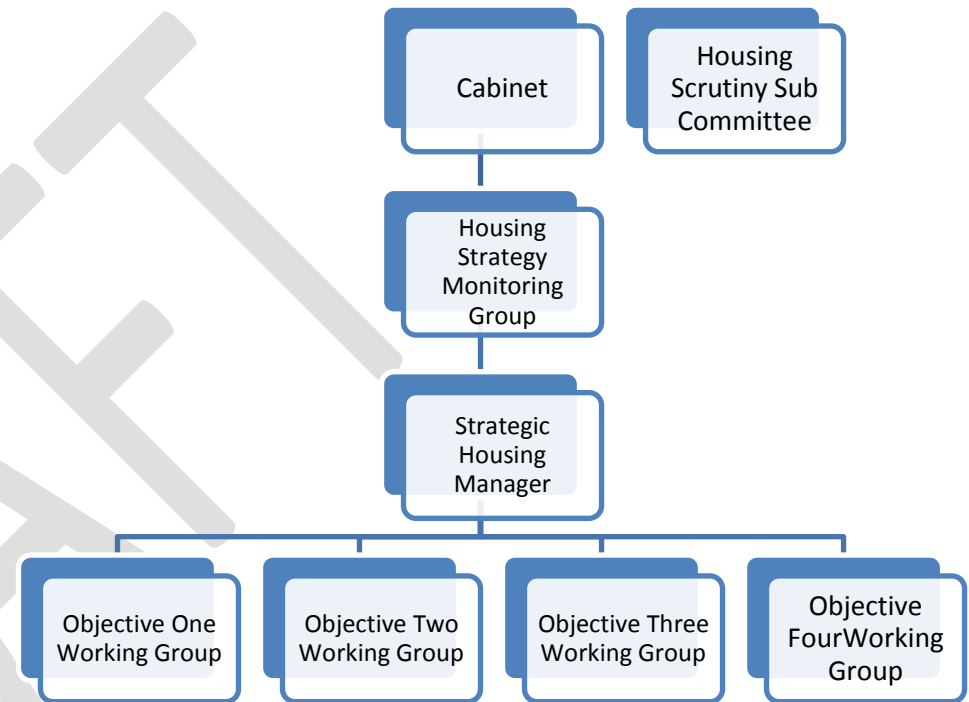 Cabinet
Housing
Scrutiny Sub
Committee
Housing
Strategy
Monitoring
Group
Strategic
Housing
Manager
Objective One
Working Group
Objective Two
Working Group
Objective Three
Working Group
Objective
FourWorking
Group